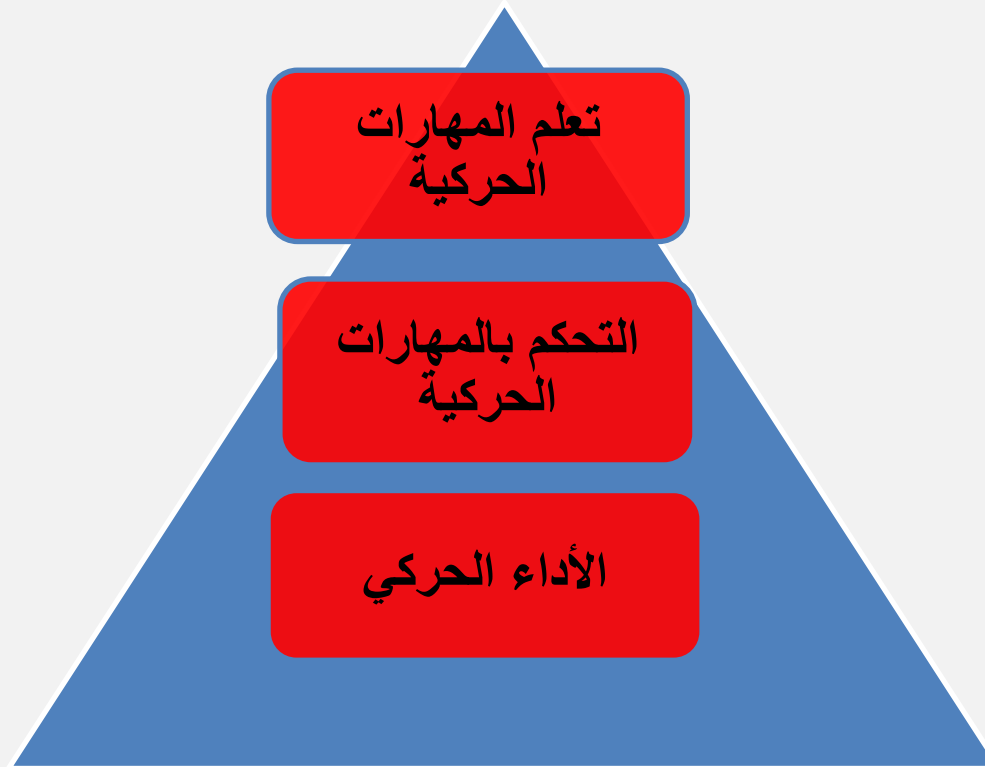 تعلم المهارات
الحركية
التحكم بالمهارات
الحركية
الأداء الحركي